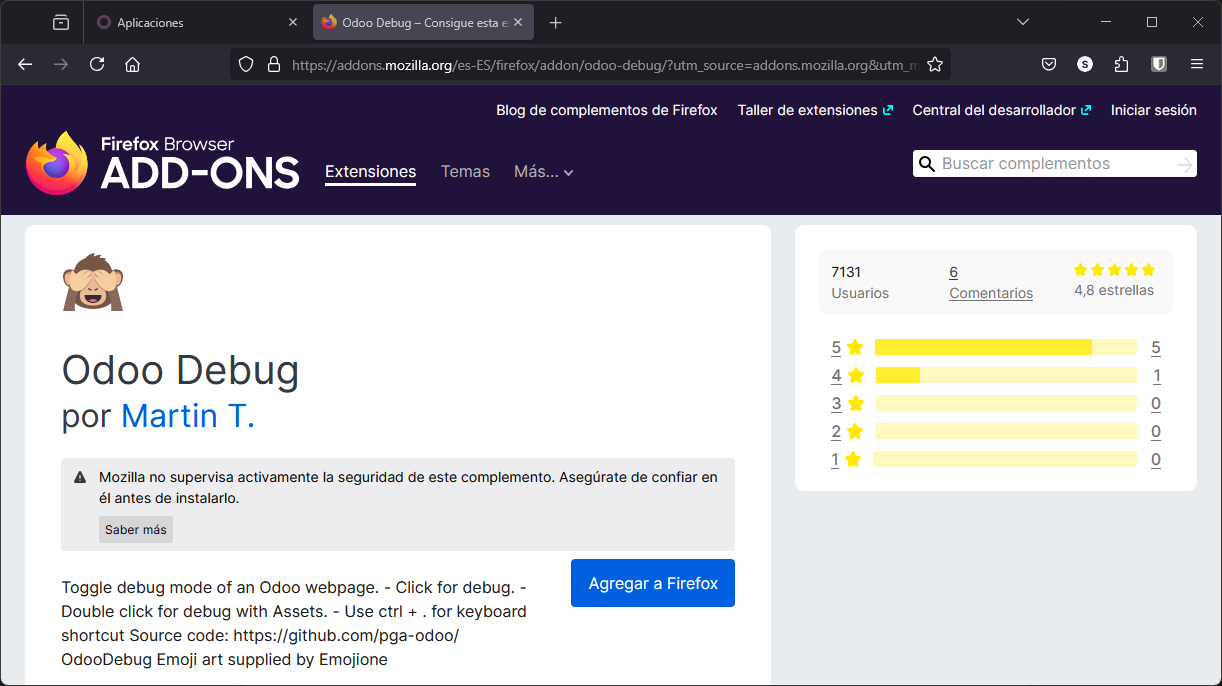 Aplicaciones
Odoo Debug – Consigue esta e
https://addons.mozilla.org/es-ES/firefox/addon/odoo-debug/?utm_source=addons.mozilla.org&utm_m
S
Blog de complementos de Firefox Taller de extensiones Central del desarrollador Iniciar sesión
Firefox Browser
ADD-ONS
Extensiones Temas Más...
Buscar complementos
7131 6
Usuarios Comentarios 4,8 estrellas
5 5
4 1
3 0
2 0
1 0
Odoo Debug
por Martin T.
Mozilla no supervisa activamente la seguridad de este complemento. Asegúrate de confiar en
él antes de instalarlo.
Saber más
Agregar a Firefox
Toggle debug mode of an Odoo webpage. - Click for debug. -
Double click for debug with Assets. - Use ctrl + . for keyboard
shortcut Source code: https://github.com/pga-odoo/
OdooDebug Emoji art supplied by Emojione